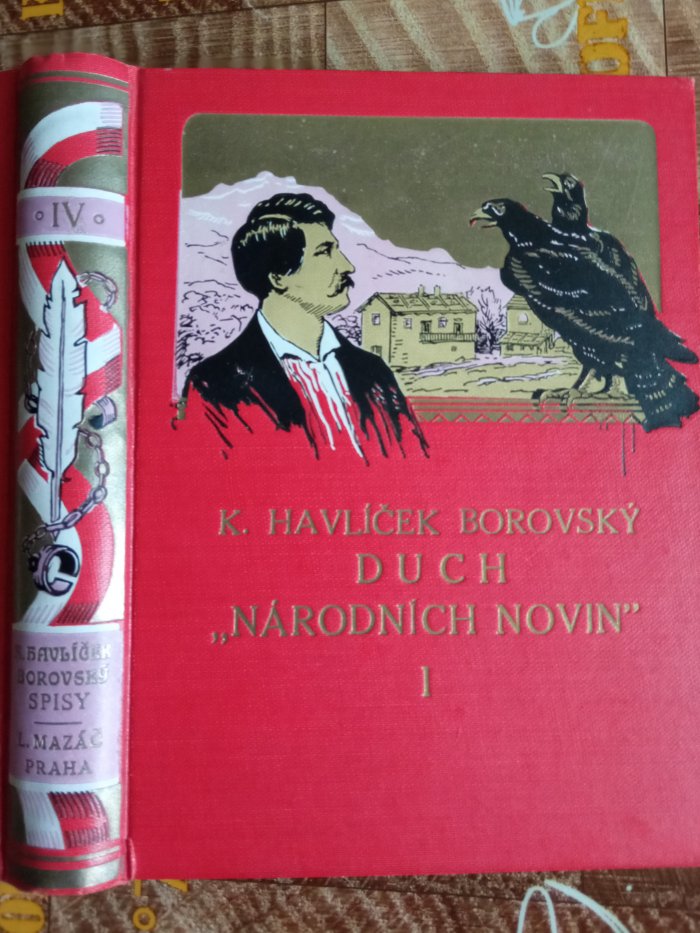 IV
K. HAVLÍČEK
BOROVSKÝ
SPISY
L. MAZÁČ
PRAHA
K. HAVLÍČEK BOROVSKÝ
DUCH
„NÁRODNÍCH NOVIN”
I